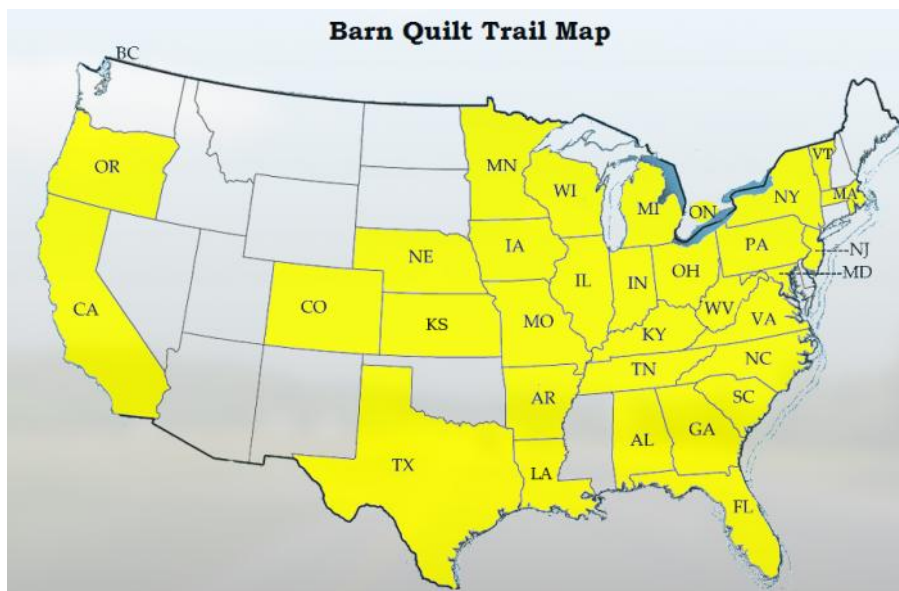 Barn Quilt Trail Map
BC
OR
MN
VT
WI
MI
ON
NY
MA
NE
IA
PA
NJ
CO
IL
IN
OH
MD
CA
KS
MO
WV
VA
KY
TN
NC
AR
SC
TX
LA
AL
GA
FL